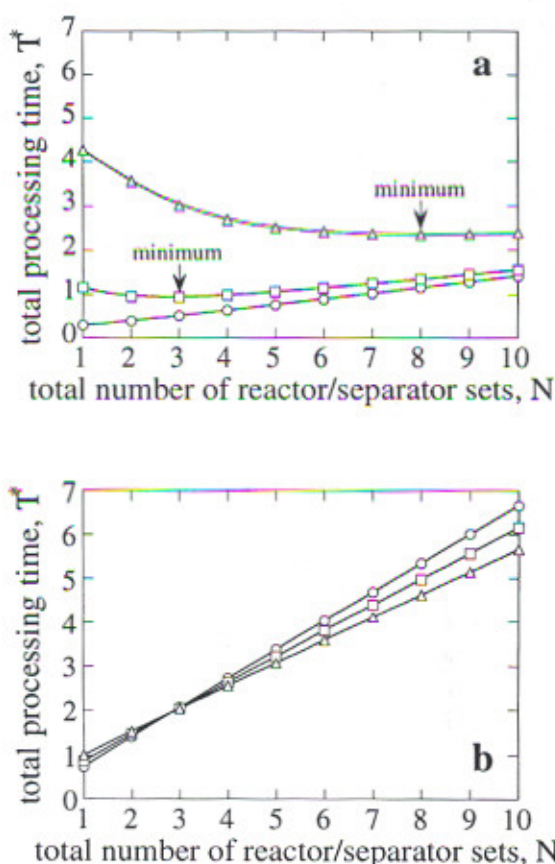 7
6
5
4
3
2
1
0
total processing time, T*
a
minimum
minimum
1 2 3 4 5 6 7 8 9 10
total number of reactor/separator sets, N
7
6
5
4
3
2
1
0
total processing time, T*
b
1 2 3 4 5 6 7 8 9 10
total number of reactor/separator sets, N